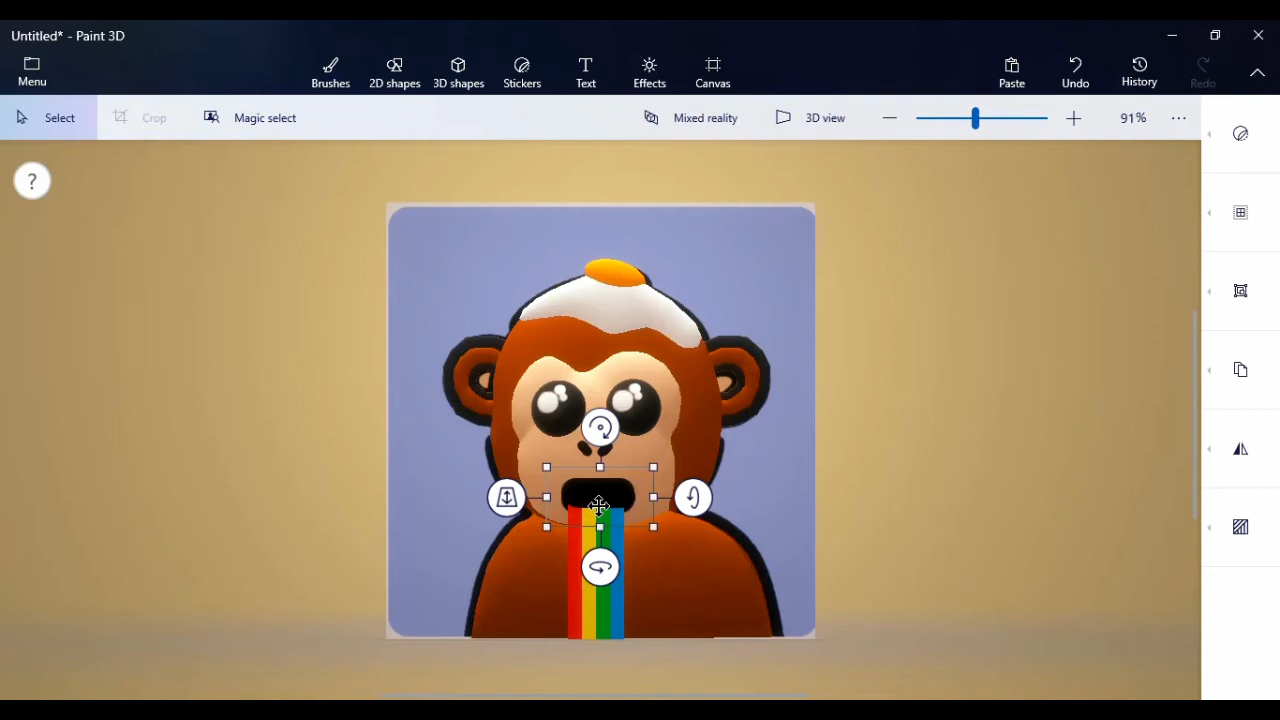 Untitled* - Paint 3D
Menu
Brushes
2D shapes
3D shapes
Stickers
Text
Effects
Canvas
Paste
Undo
History
Redo
Select
Crop
Magic select
Mixed reality
3D view
91%
?